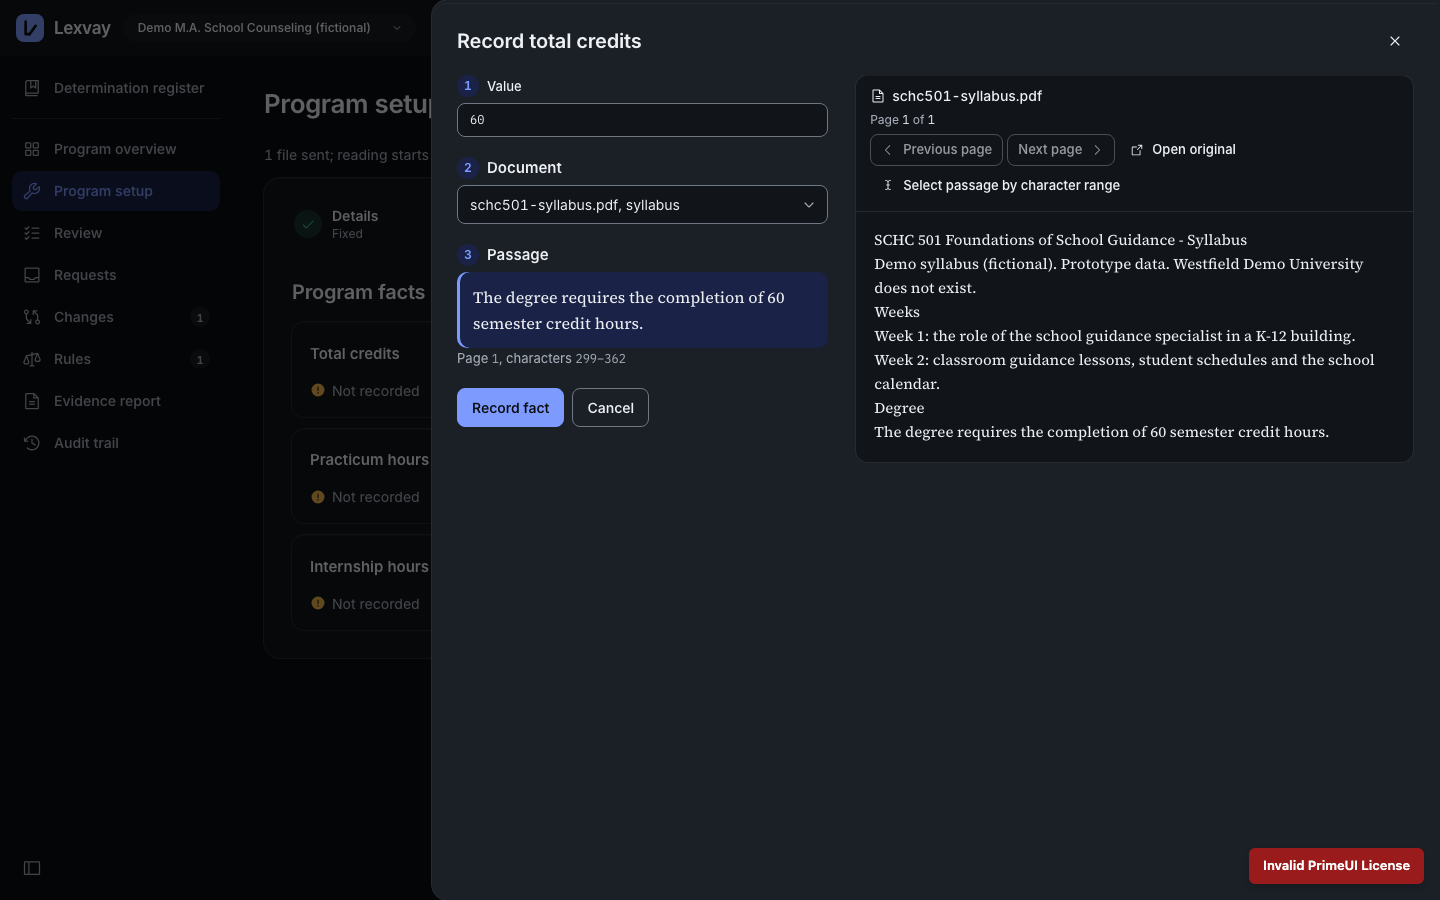 Lexvay
Demo M.A. School Counseling (fictional)
Determination register
Program overview
Program setup
Review
Requests
Changes
1
Rules
1
Evidence report
Audit trail
Program setup
1 file sent; reading starts
Details
Fixed
Program facts
Total credits
Not recorded
Practicum hours
Not recorded
Internship hours
Not recorded
Record total credits
1 Value
60
2 Document
schc501-syllabus.pdf, syllabus
3 Passage
The degree requires the completion of 60
semester credit hours.
Page 1, characters 299–362
Record fact
Cancel
schc501-syllabus.pdf
Page 1 of 1
Previous page
Next page
Open original
Select passage by character range
SCHC 501 Foundations of School Guidance - Syllabus
Demo syllabus (fictional). Prototype data. Westfield Demo University
does not exist.
Weeks
Week 1: the role of the school guidance specialist in a K-12 building.
Week 2: classroom guidance lessons, student schedules and the school
calendar.
Degree
The degree requires the completion of 60 semester credit hours.
Invalid PrimeUI License